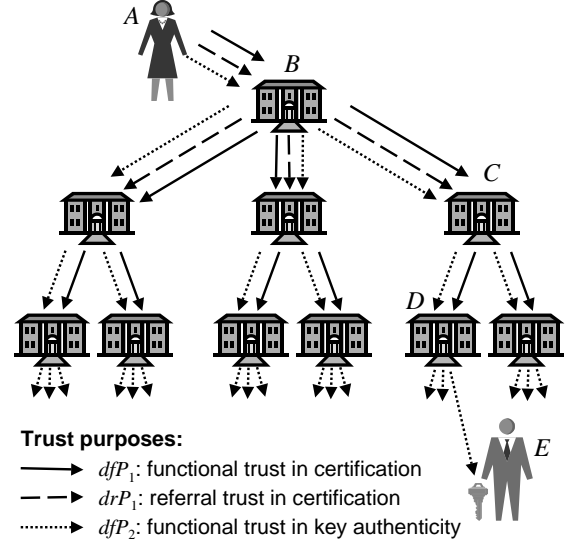 A
B
C
D
E
Trust purposes:
dfP₁: functional trust in certification
drP₁: referral trust in certification
dfP₂: functional trust in key authenticity